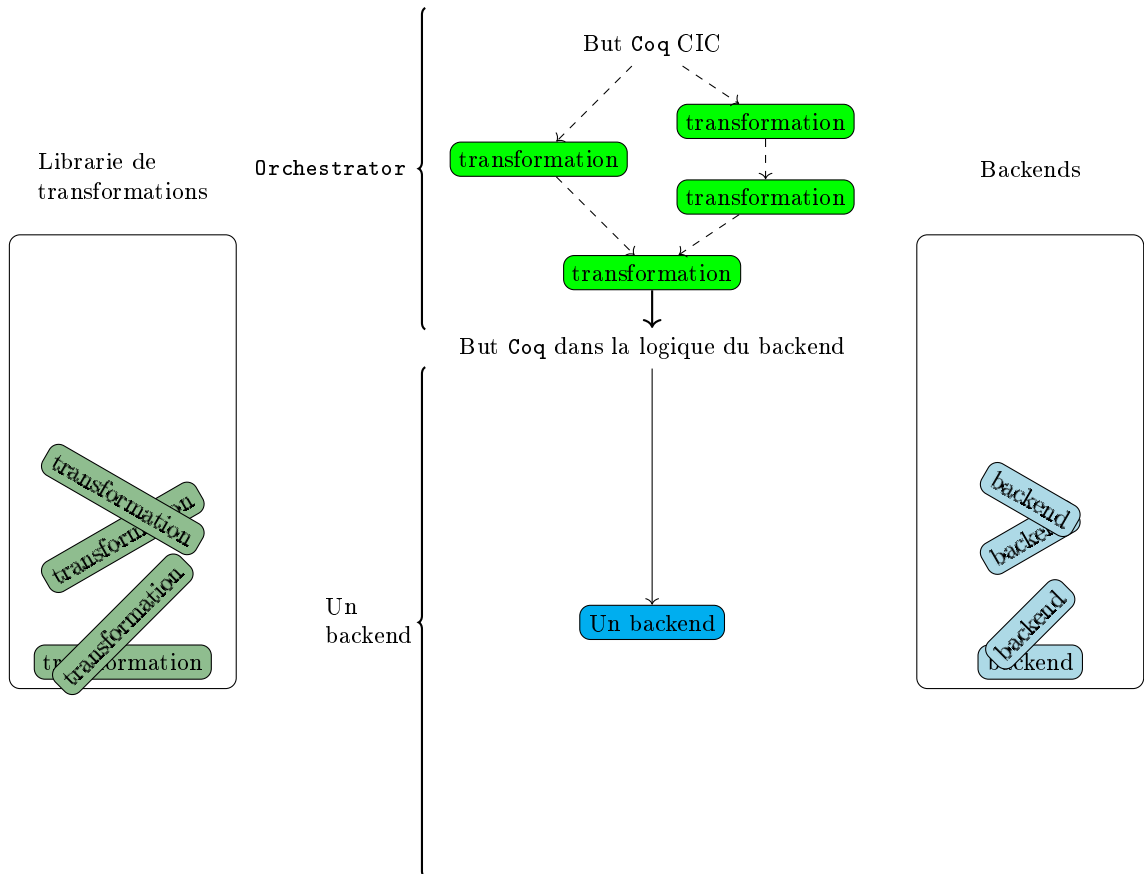 But Coq CIC
transformation
Librarie de
transformations
Orchestrator
transformation
Backends
transformation
transformation
But Coq dans la logique du backend
transformation
transformation
transformation
transformation
Un
backend
Un backend
backend
backend
backend
backend